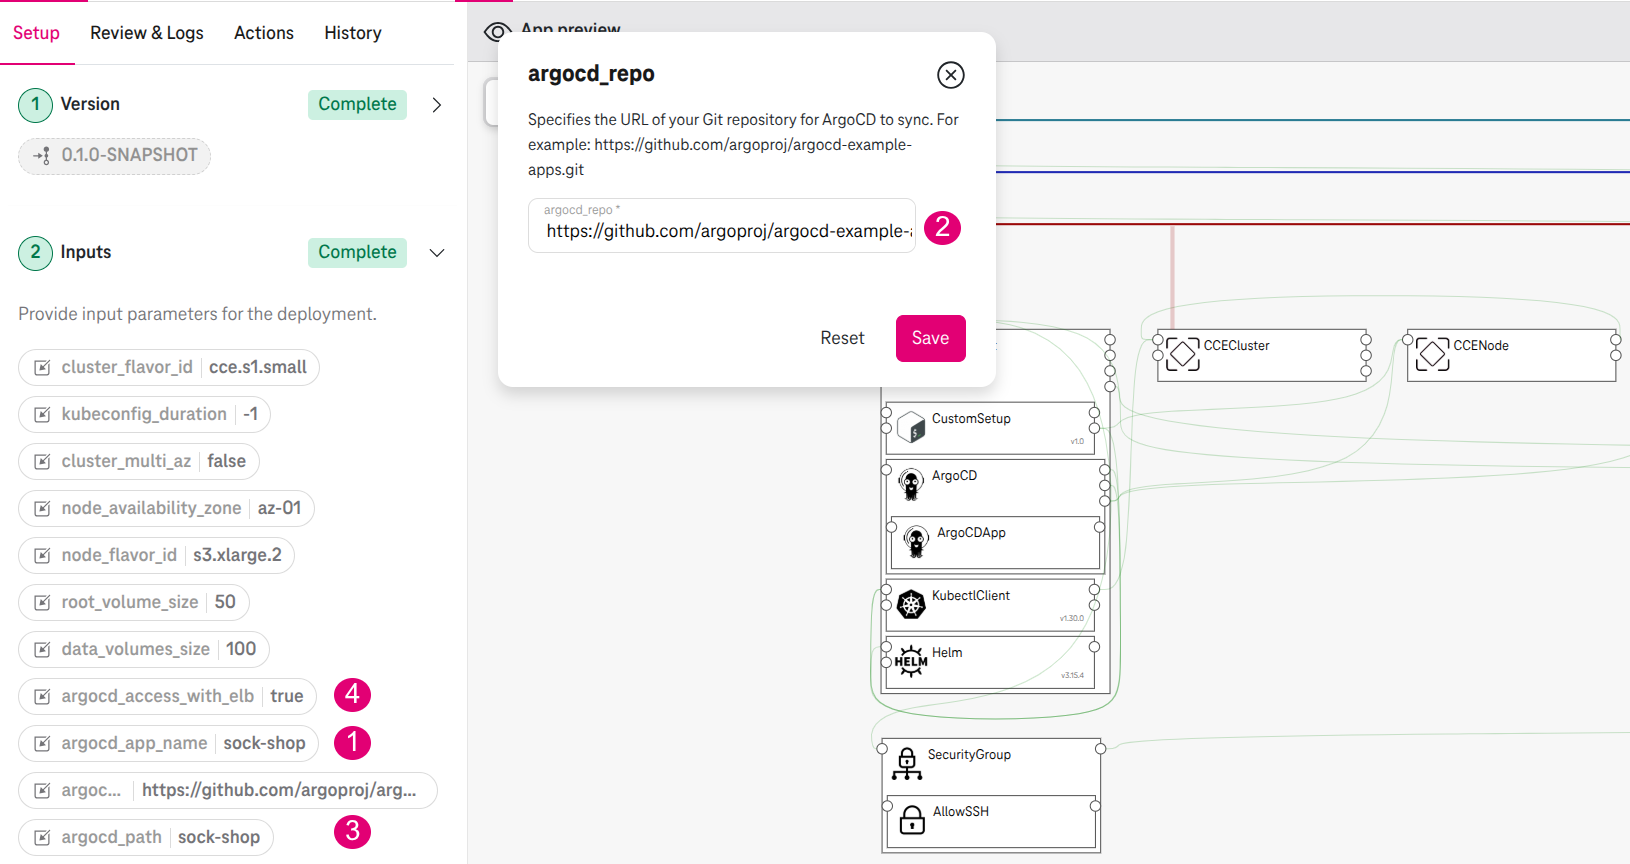 Setup
Review & Logs
Actions
History
1
Version
Complete
0.1.0-SNAPSHOT
2
Inputs
Complete
Provide input parameters for the deployment.
cluster_flavor_id cce.s1.small
kubeconfig_duration -1
cluster_multi_az false
node_availability_zone az-01
node_flavor_id s3.xlarge.2
root_volume_size 50
data_volumes_size 100
argocd_access_with_elb true
4
argocd_app_name sock-shop
1
argoc... https://github.com/argoproj/arg...
argocd_path sock-shop
3
App preview
argocd_repo
Specifies the URL of your Git repository for ArgoCD to sync. For
example: https://github.com/argoproj/argocd-example-
apps.git
argocd_repo *
https://github.com/argoproj/argocd-example-
2
Reset
Save
CustomSetup
v1.0
ArgoCD
ArgoCDApp
KubectlClient
v1.30.0
HELM
Helm
v3.15.4
CCECluster
CCENode
SecurityGroup
AllowSSH